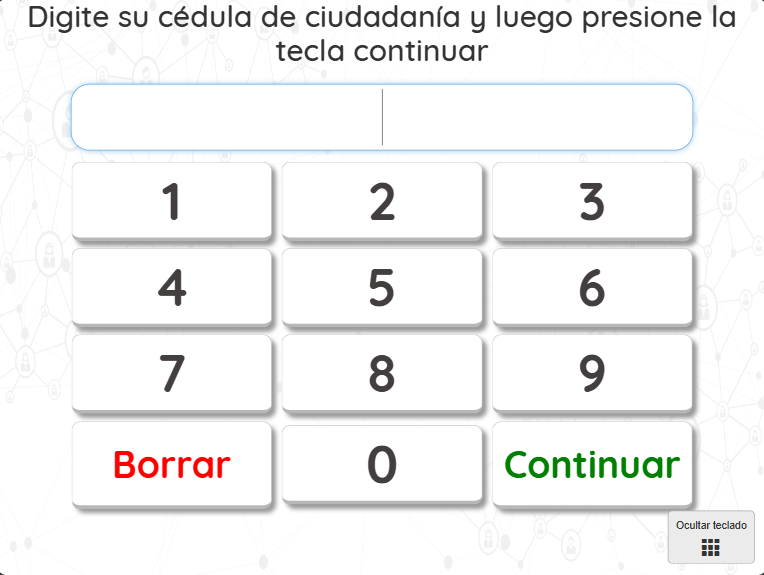 Digite su cédula de ciudadanía y luego presione la
tecla continuar
1 2 3
4 5 6
7 8 9
Borrar 0 Continuar
Ocultar teclado